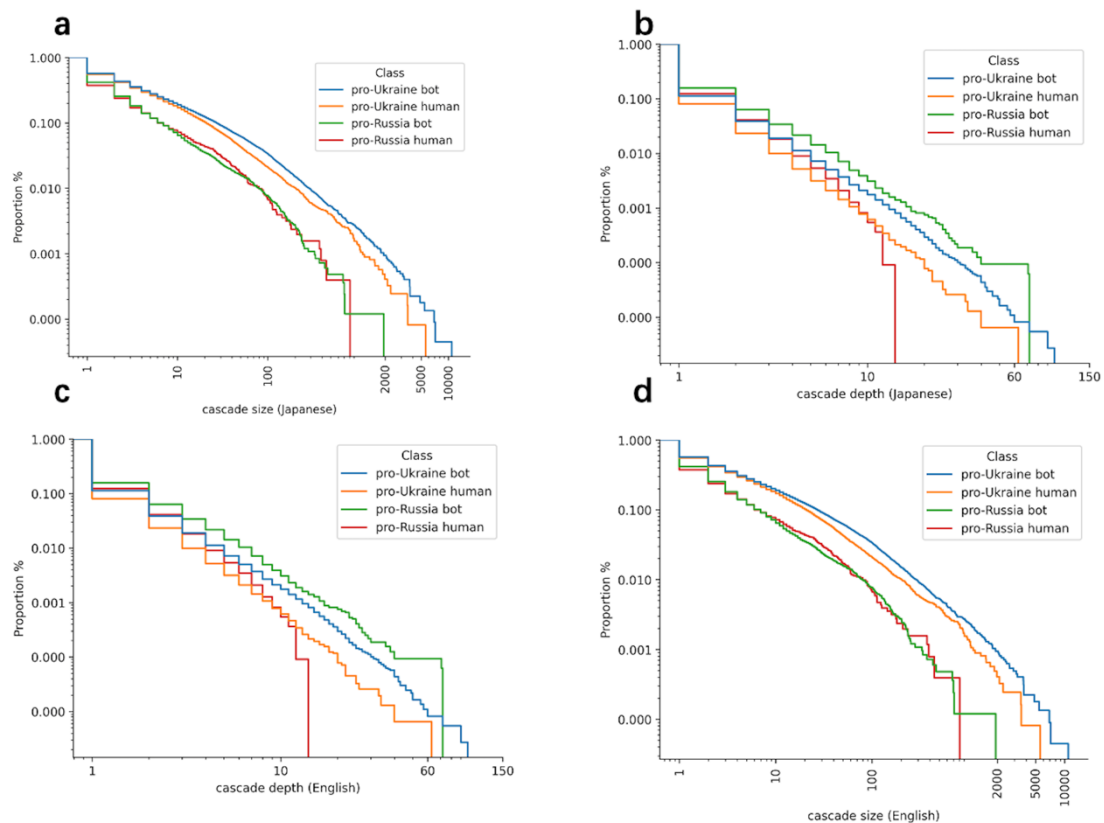 a
1.000
0.100
0.010
0.001
0.000
Proportion %
Class
pro-Ukraine bot
pro-Ukraine human
pro-Russia bot
pro-Russia human
1
10
100
2000
5000
10000
cascade size (Japanese)
b
1.000
0.100
0.010
0.001
0.000
Proportion %
Class
pro-Ukraine bot
pro-Ukraine human
pro-Russia bot
pro-Russia human
1
10
60
150
cascade depth (Japanese)
c
1.000
0.100
0.010
0.001
0.000
0.000
Proportion %
Class
pro-Ukraine bot
pro-Ukraine human
pro-Russia bot
pro-Russia human
1
10
60
150
cascade depth (English)
d
1.000
0.100
0.010
0.001
0.000
Proportion %
Class
pro-Ukraine bot
pro-Ukraine human
pro-Russia bot
pro-Russia human
1
10
100
2000
5000
10000
cascade size (English)